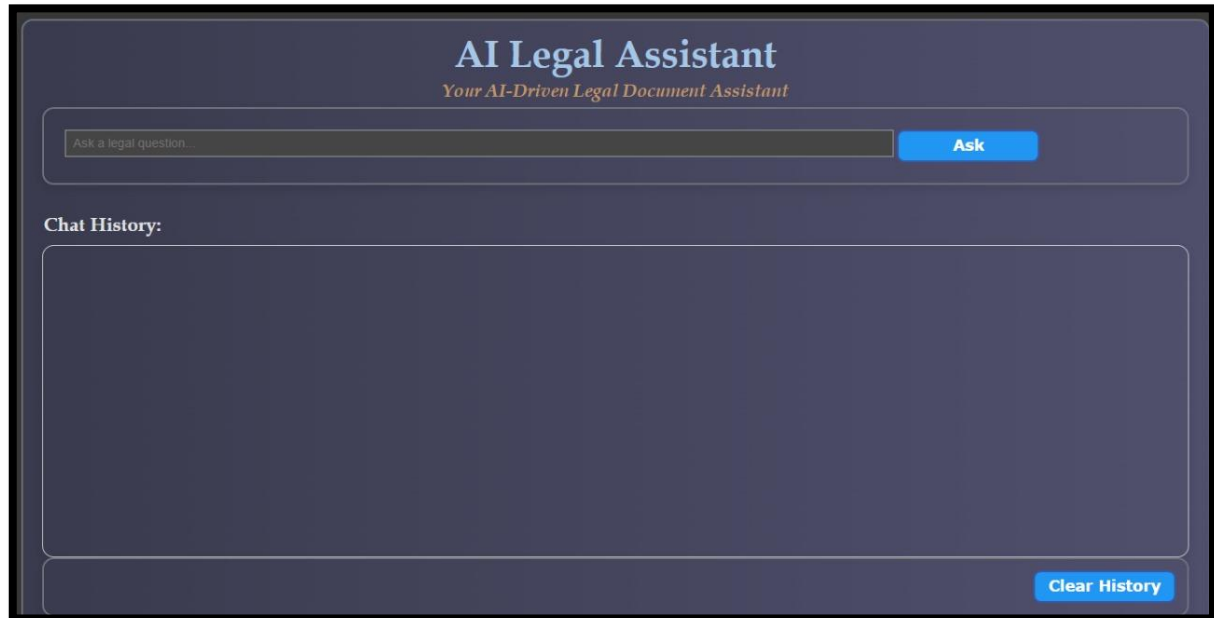 AI Legal Assistant
Your AI-Driven Legal Document Assistant
Ask a legal question...
Ask
Chat History:
Clear History